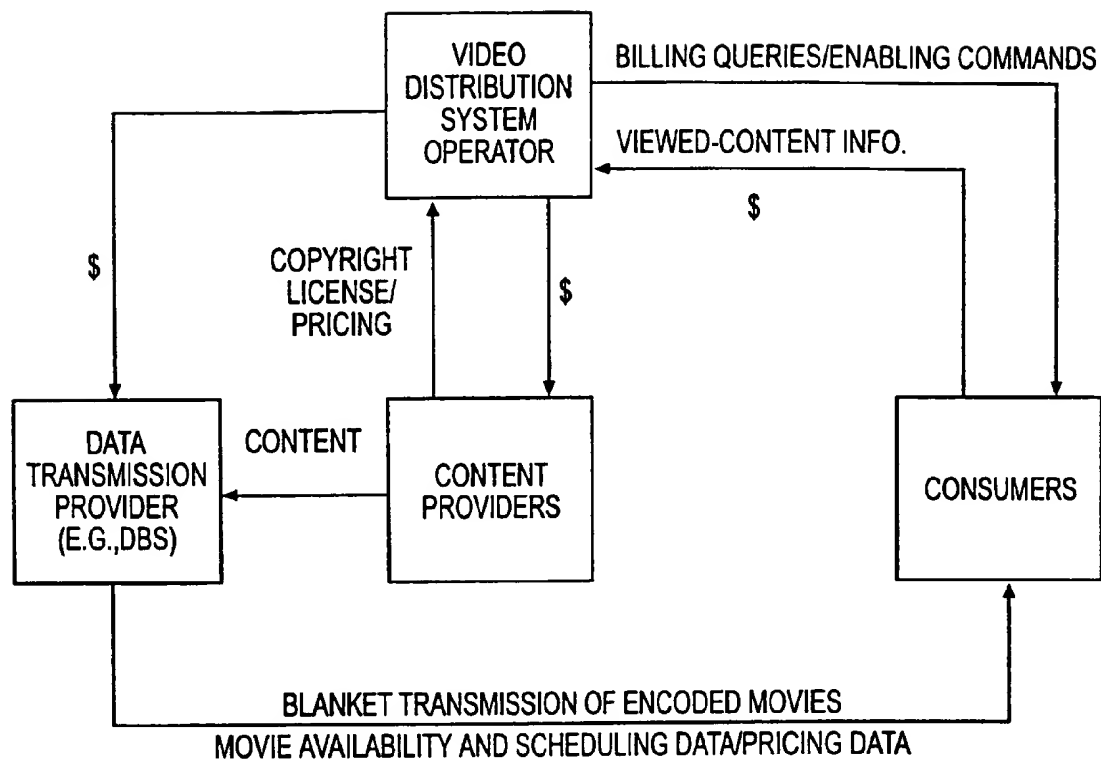 VIDEO
DISTRIBUTION
SYSTEM
OPERATOR
BILLING QUERIES/ENABLING COMMANDS
VIEWED-CONTENT INFO.
$
$
COPYRIGHT
LICENSE/
PRICING
$
DATA
TRANSMISSION
PROVIDER
(E.G.,DBS)
CONTENT
CONTENT
PROVIDERS
CONSUMERS
BLANKET TRANSMISSION OF ENCODED MOVIES
MOVIE AVAILABILITY AND SCHEDULING DATA/PRICING DATA